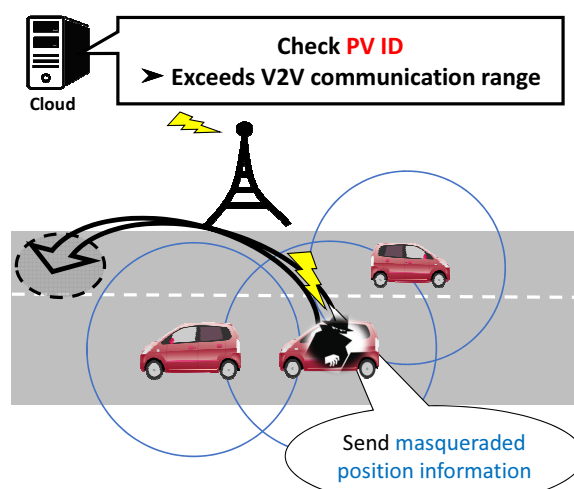 Check PV ID
➤ Exceeds V2V communication range
Cloud
Send masqueraded
position information